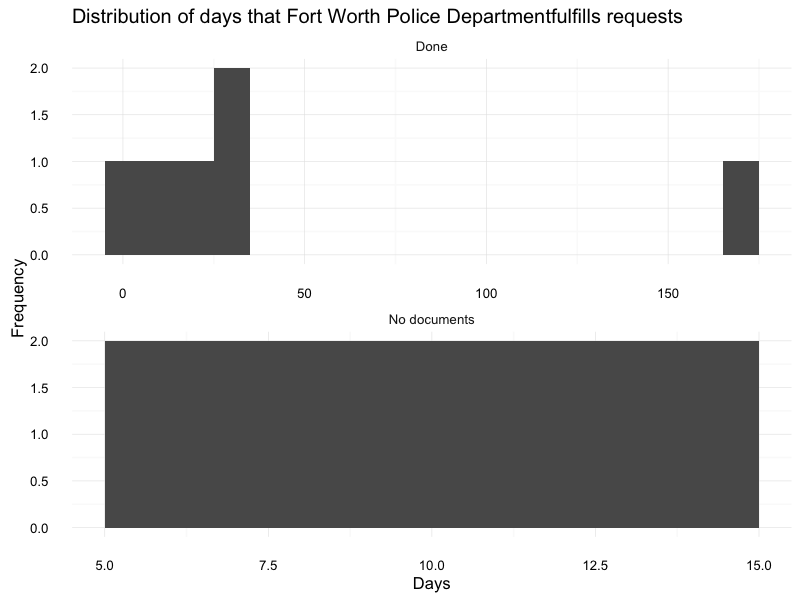 Distribution of days that Fort Worth Police Departmentfulfills requests
Done
2.0
1.5
1.0
0.5
0.0
0 50 100 150
Frequency
No documents
2.0
1.5
1.0
0.5
0.0
5.0 7.5 10.0 12.5 15.0
Days